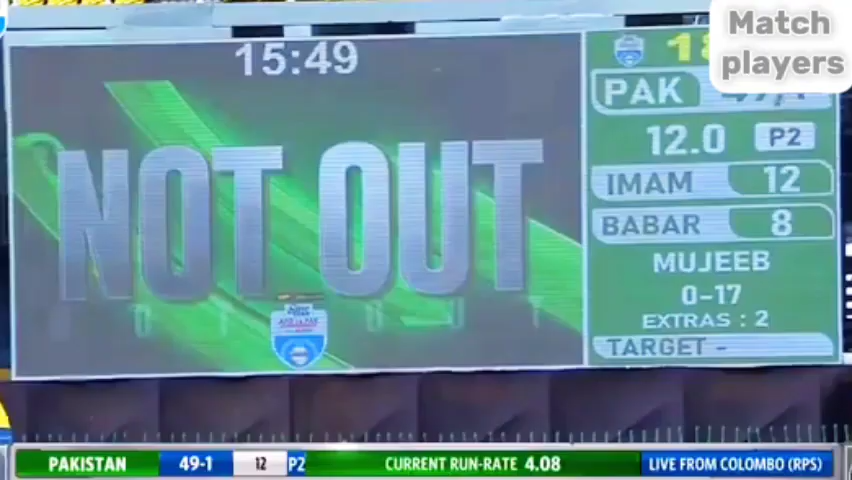 Match
players
15:49
NOT OUT
PAK
12.0 P2
IMAM 12
BABAR 8
MUJEEB
0-17
EXTRAS : 2
TARGET -
PAKISTAN 49-1 12 P2 CURRENT RUN-RATE 4.08 LIVE FROM COLOMBO (RPS)